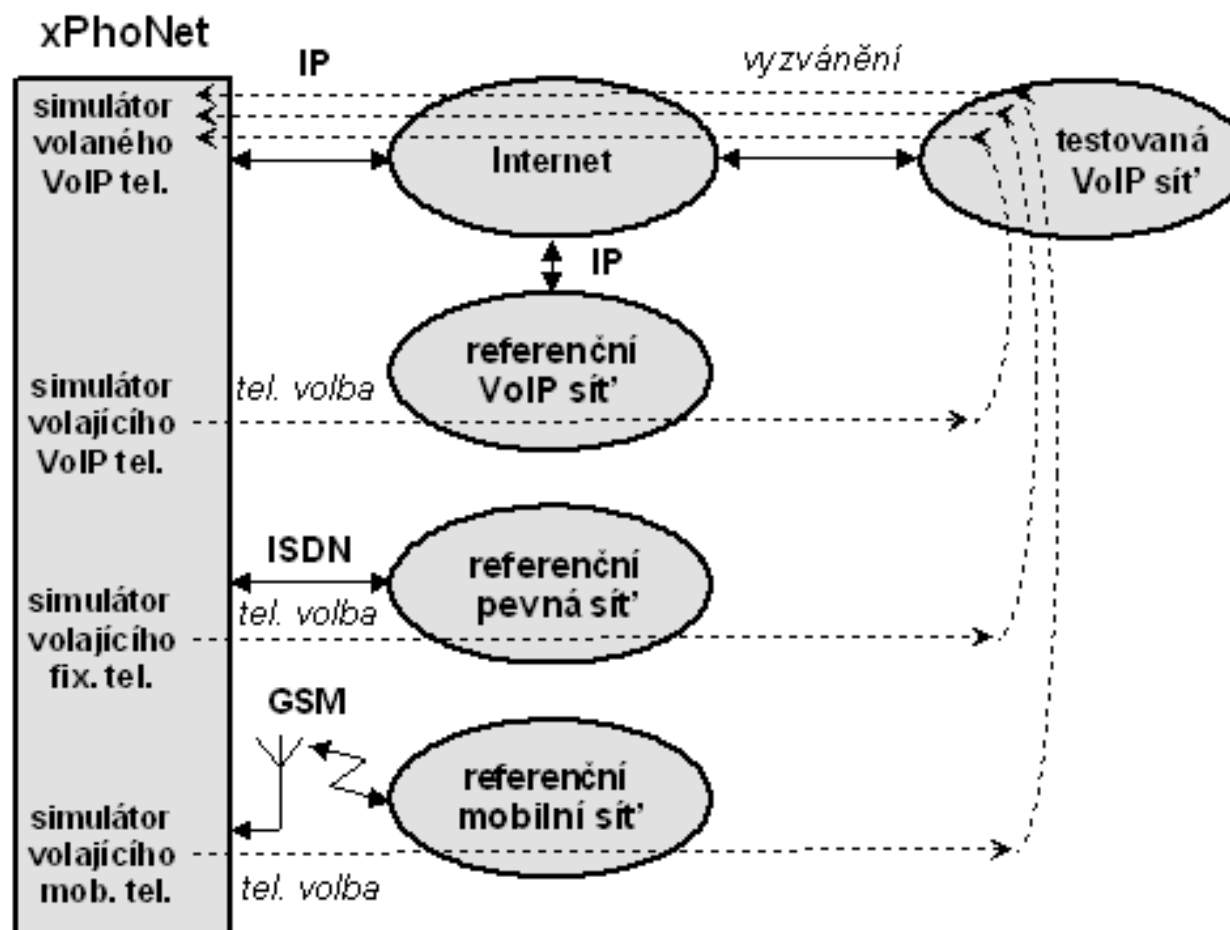 xPhoNet
IP
vyzvánění
simulátor
volaného
VoIP tel.
Internet
testovaná
VoIP síť
IP
referenční
VoIP síť
simulátor
volajícího
VoIP tel.
tel. volba
ISDN
referenční
pevná síť
simulátor
volajícího
fix. tel.
tel. volba
GSM
referenční
mobilní síť
simulátor
volajícího
mob. tel.
tel. volba